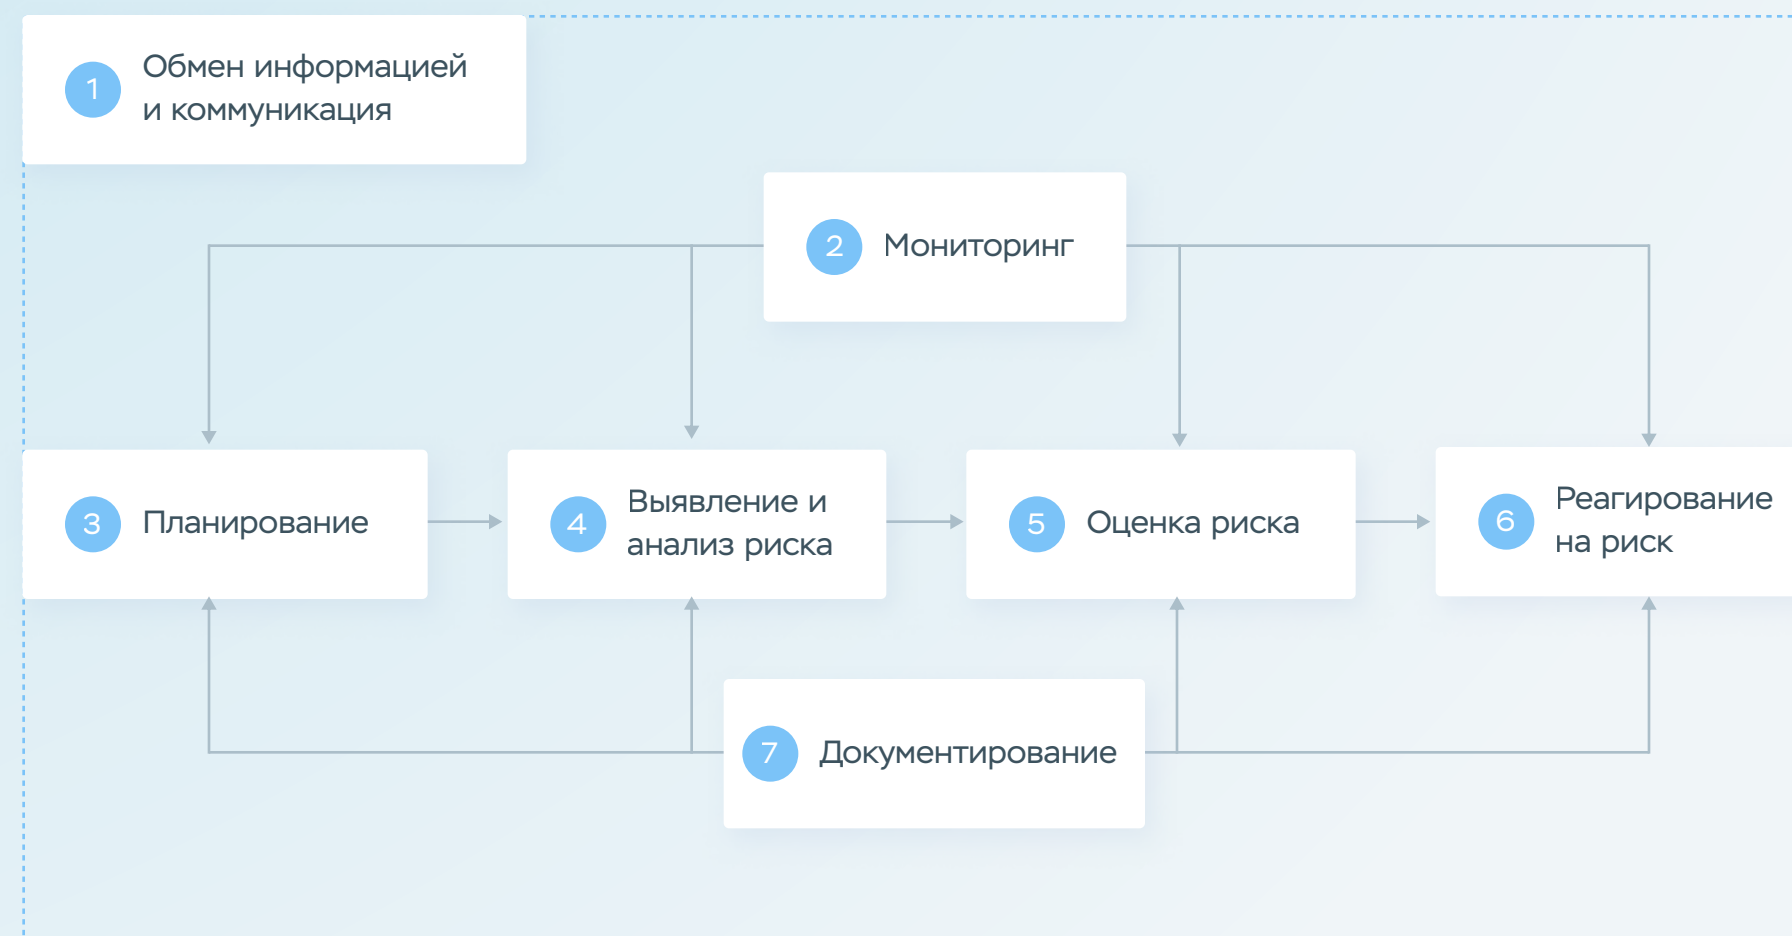 1
Обмен информацией
и коммуникация
2
Мониторинг
3
Планирование
4
Выявление и
анализ риска
5
Оценка риска
6
Реагирование
на риск
7
Документирование